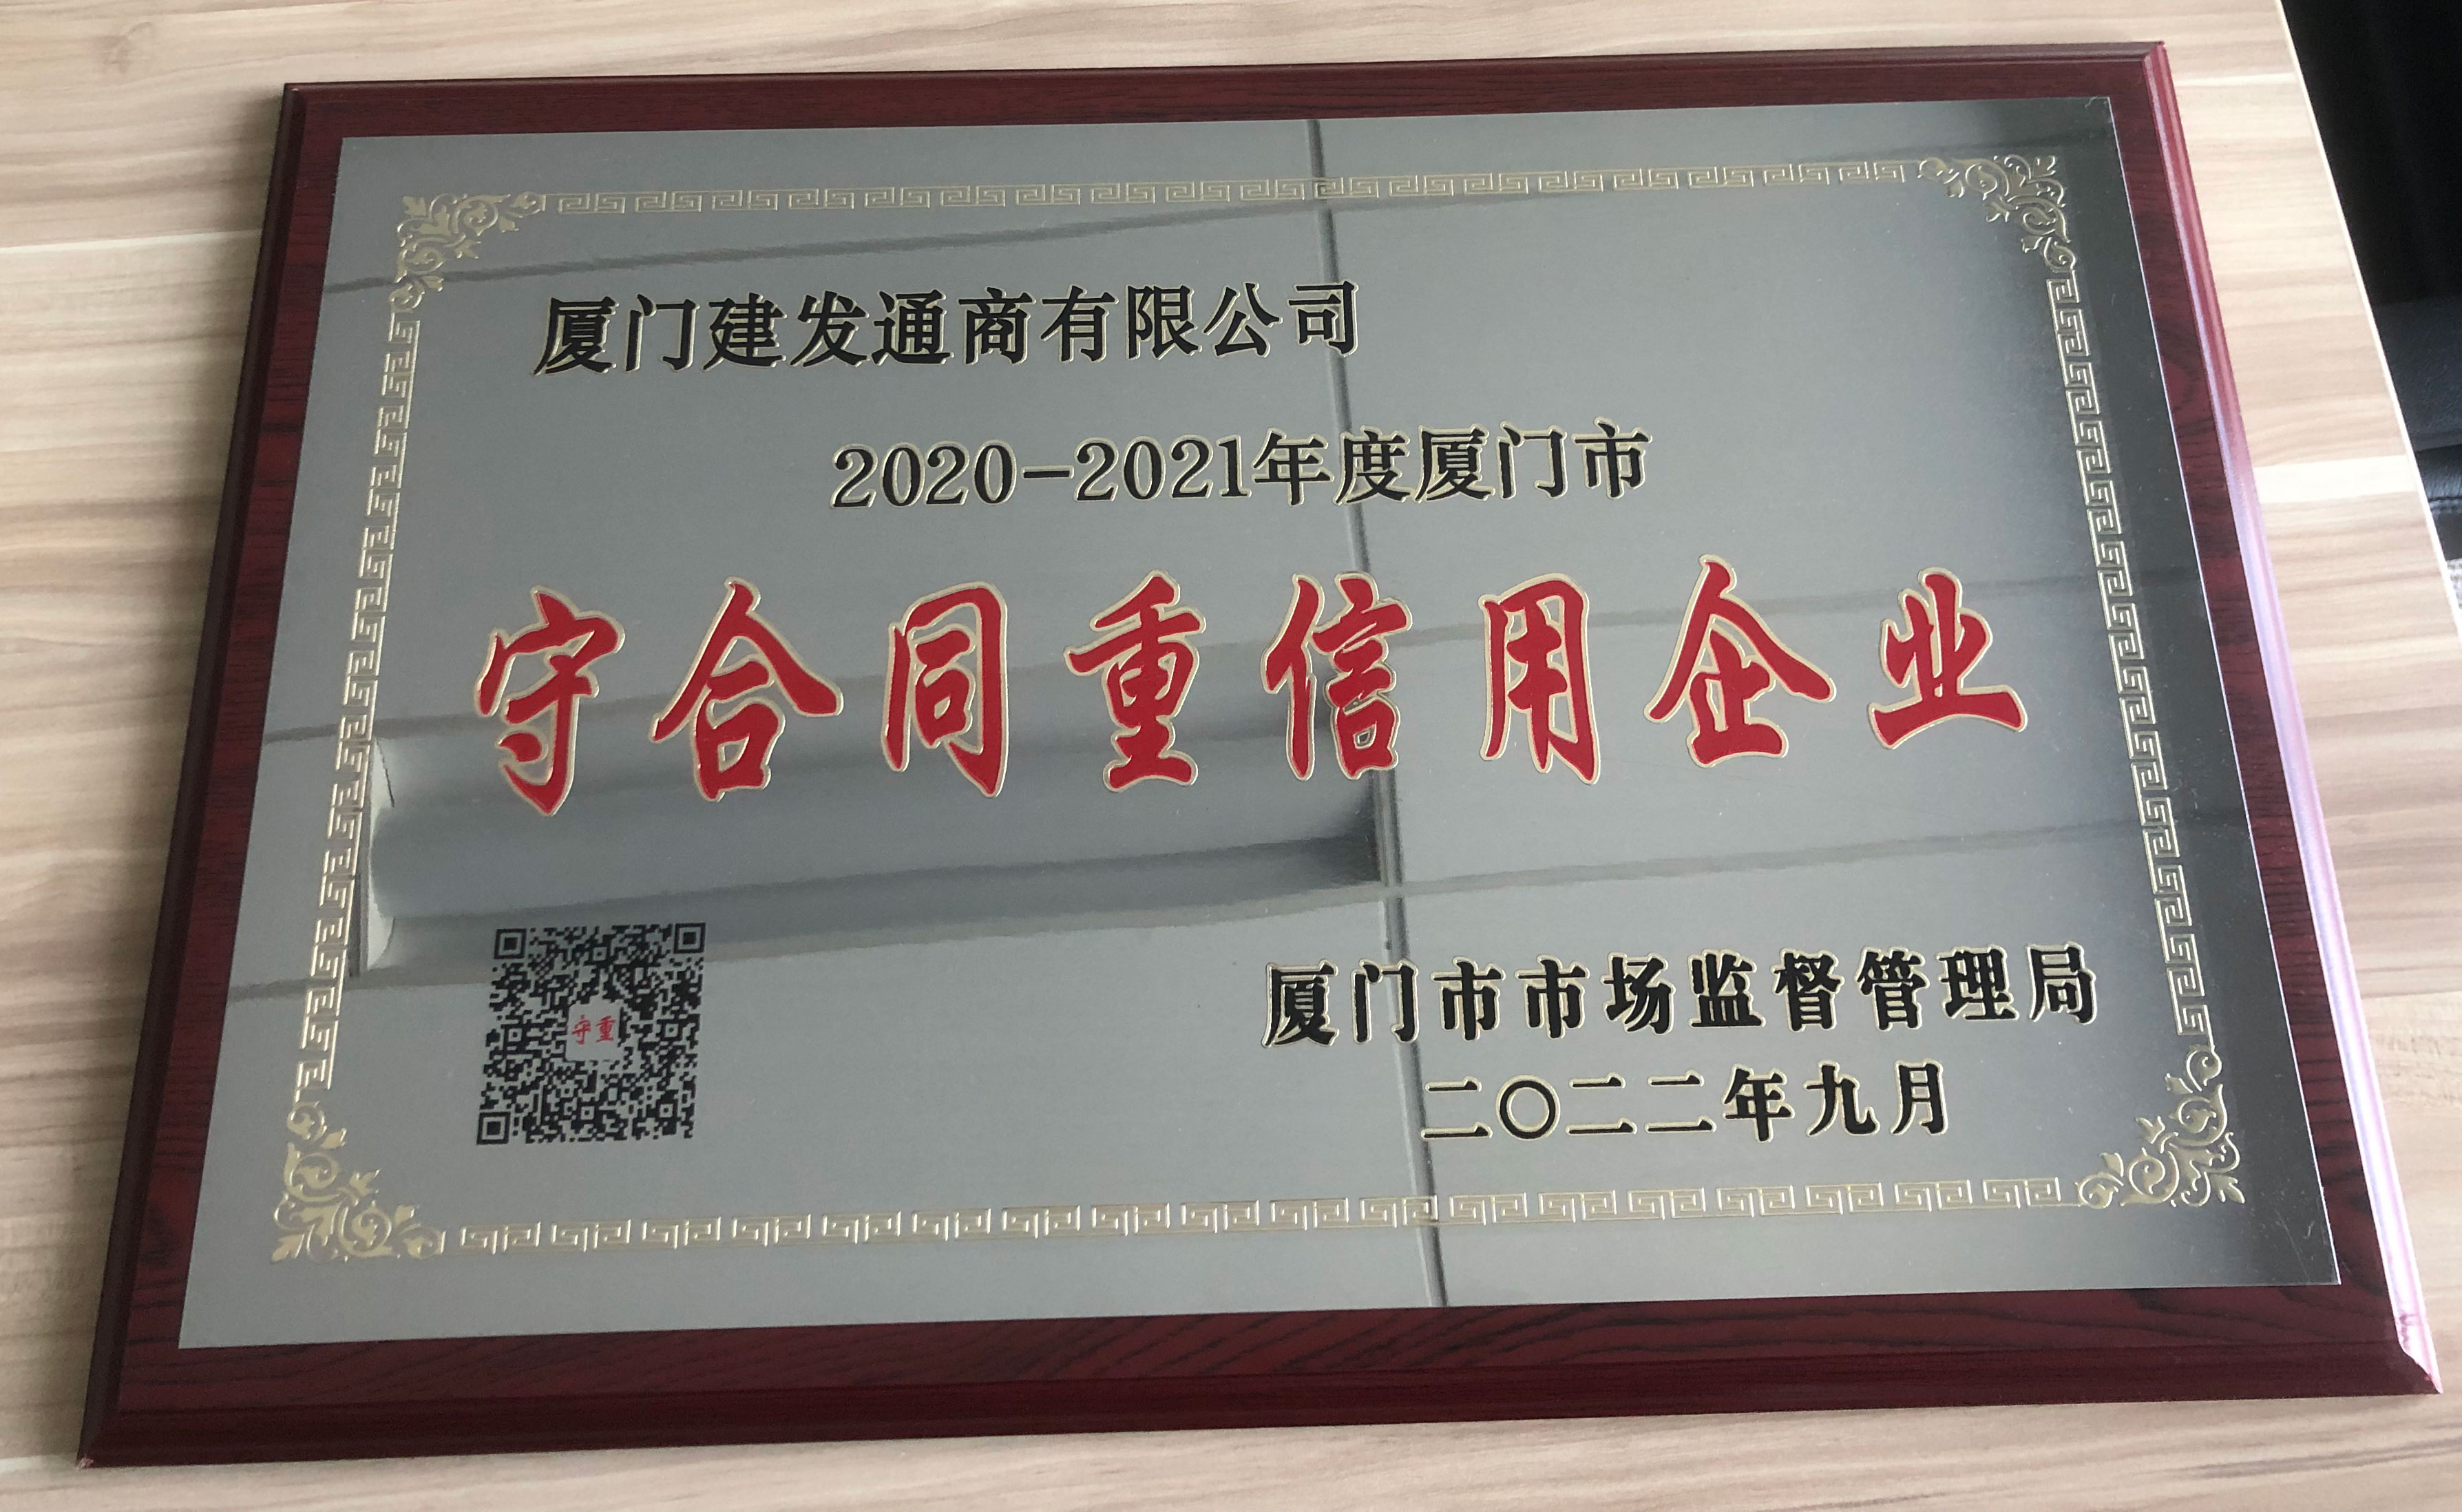 厦门建发通商有限公司
2020-2021年度厦门市
守合同重信用企业
守重
厦门市市场监督管理局
二〇二二年九月